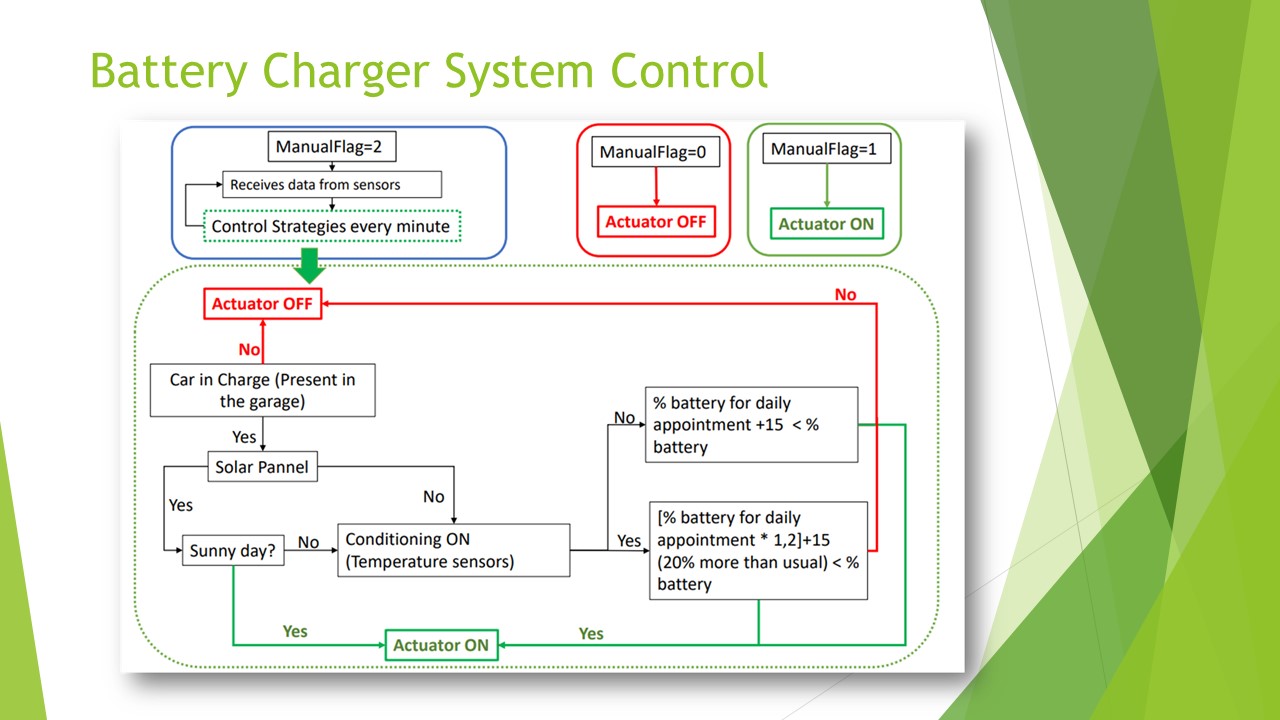 Battery Charger System Control
ManualFlag=2
Receives data from sensors
Control Strategies every minute
ManualFlag=0
Actuator OFF
ManualFlag=1
Actuator ON
Actuator OFF
No
No
Car in Charge (Present in
the garage)
Yes
Solar Pannel
Yes
No
Sunny day?
No
Conditioning ON
(Temperature sensors)
No
% battery for daily
appointment +15 < %
battery
Yes
[% battery for daily
appointment * 1,2]+15
(20% more than usual) < %
battery
Yes
Actuator ON
Yes